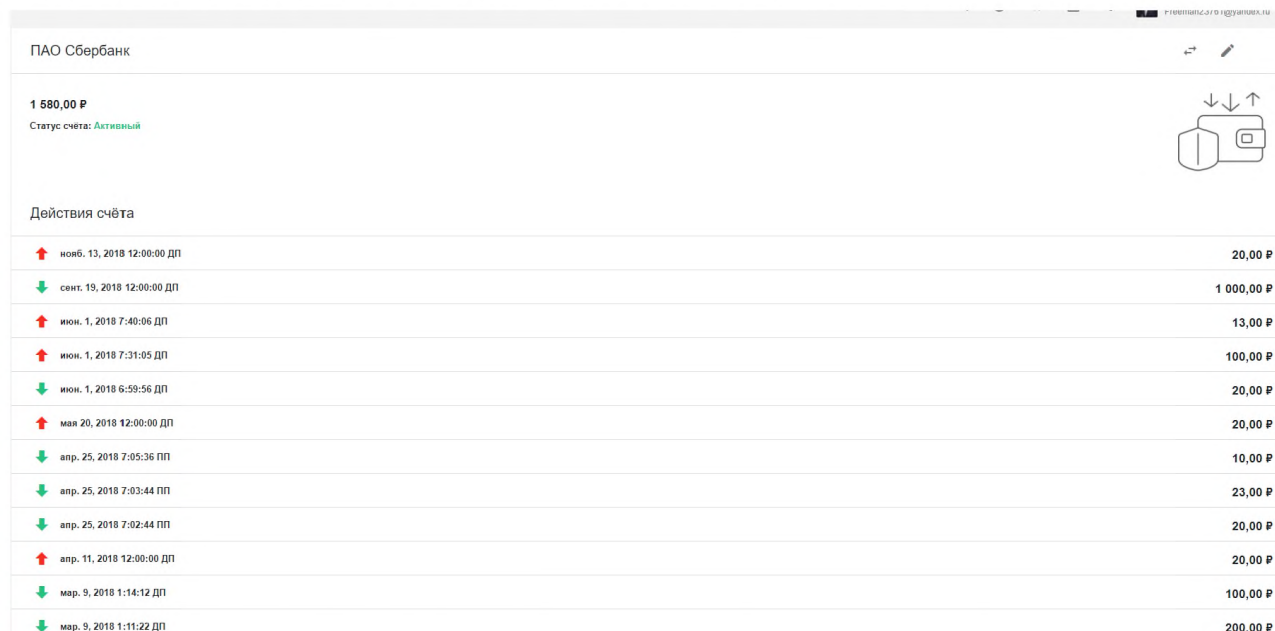 Freeman23761@yandex.ru
ПАО Сбербанк
1 580,00 ₽
Статус счёта: Активный
Действия счёта
нояб. 13, 2018 12:00:00 ДП 20,00 ₽
сент. 19, 2018 12:00:00 ДП 1 000,00 ₽
июн. 1, 2018 7:40:06 ДП 13,00 ₽
июн. 1, 2018 7:31:05 ДП 100,00 ₽
июн. 1, 2018 6:59:56 ДП 20,00 ₽
мая 20, 2018 12:00:00 ДП 20,00 ₽
апр. 25, 2018 7:05:36 ПП 10,00 ₽
апр. 25, 2018 7:03:44 ПП 23,00 ₽
апр. 25, 2018 7:02:44 ПП 20,00 ₽
апр. 11, 2018 12:00:00 ДП 20,00 ₽
мар. 9, 2018 1:14:12 ДП 100,00 ₽
мар. 9, 2018 1:11:22 ДП 200,00 ₽